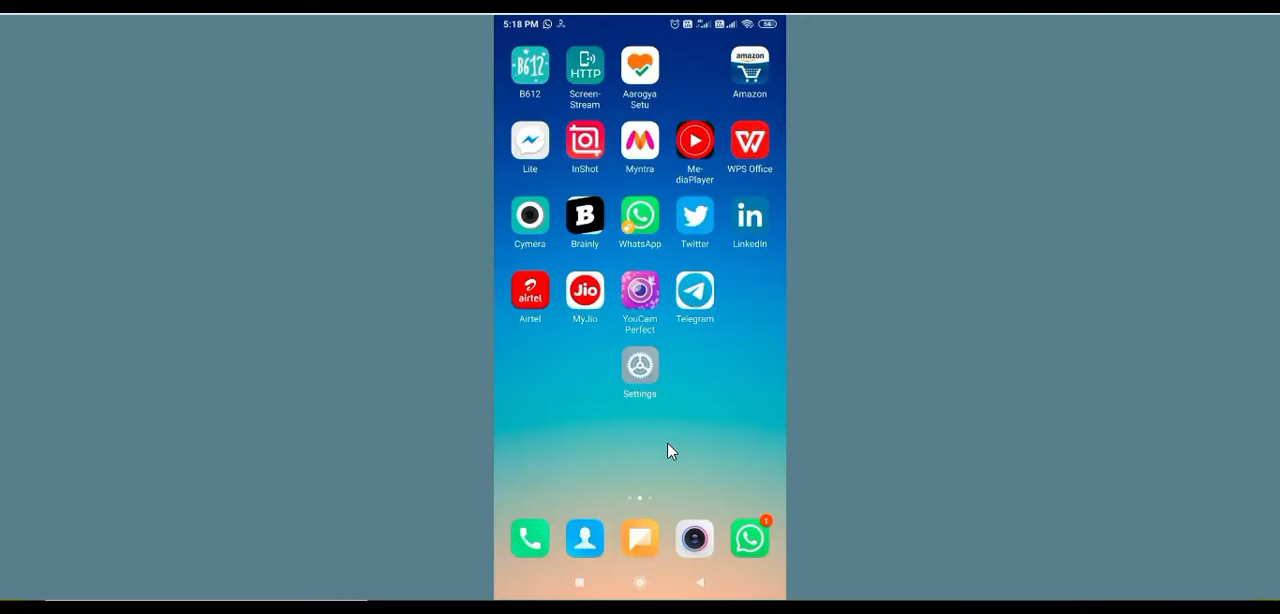 5:18 PM 54
B612 HTTP amazon
B612 Screen-
Stream Aarogya
Setu Amazon
Lite InShot Myntra Me-
diaPlayer WPS Office
B in
Cymera Brainly WhatsApp Twitter LinkedIn
airtel Jio
Airtel MyJio YouCam
Perfect Telegram
Settings
1